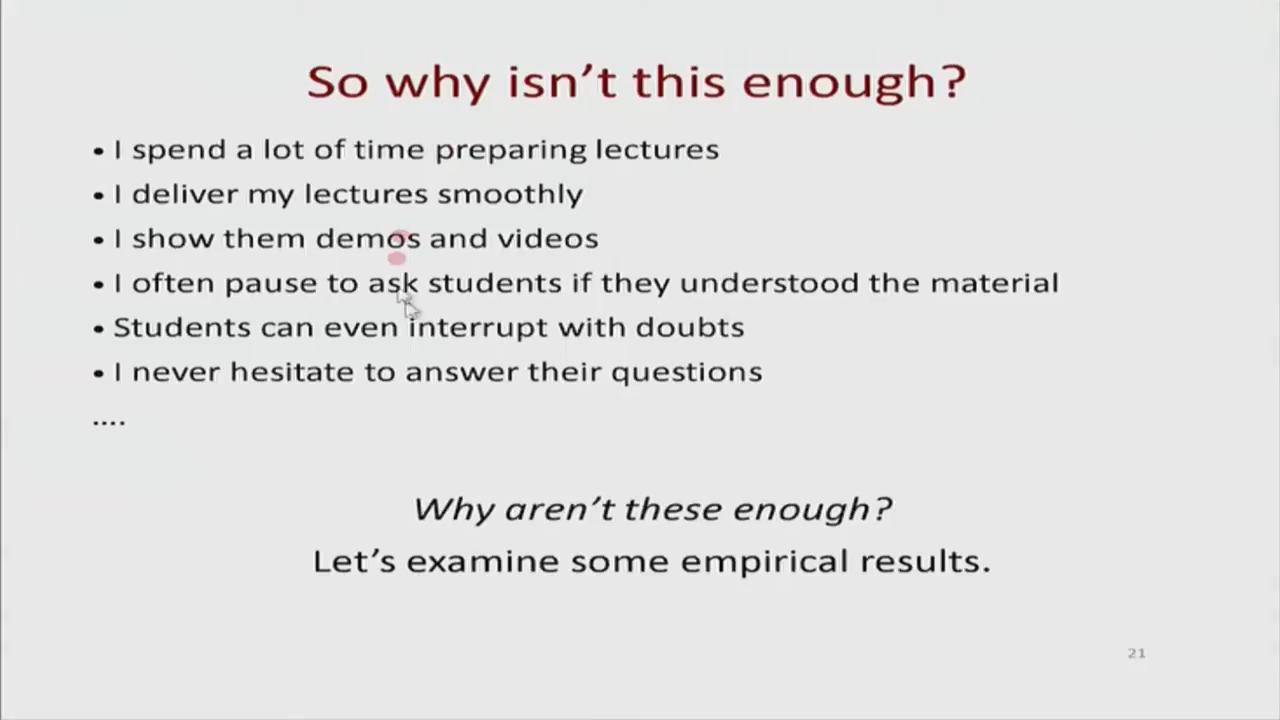 So why isn't this enough?
• I spend a lot of time preparing lectures
• I deliver my lectures smoothly
• I show them demos and videos
• I often pause to ask students if they understood the material
• Students can even interrupt with doubts
• I never hesitate to answer their questions
....
Why aren't these enough?
Let's examine some empirical results.
21